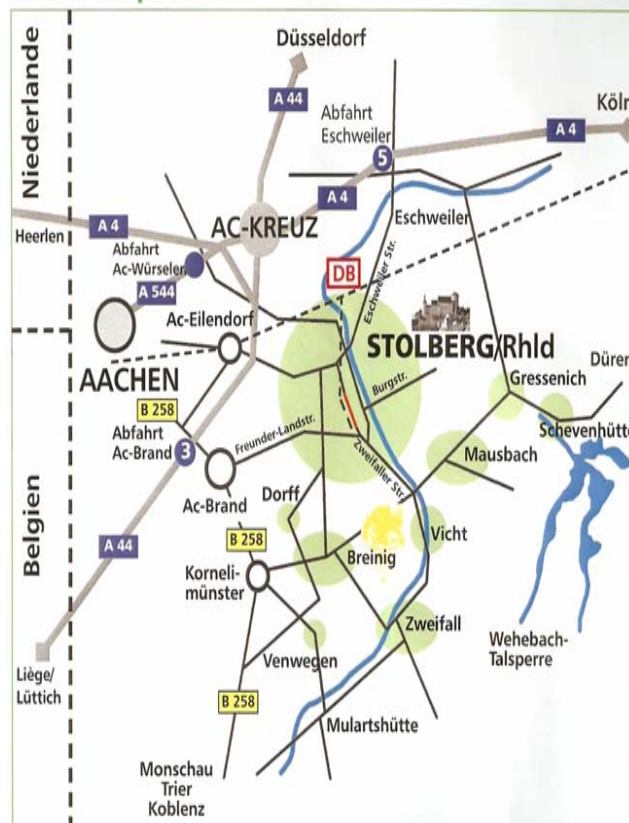 Düsseldorf
Niederlande
A 44
Abfahrt
Eschweiler
5
A 4
Köln
A 4
Eschweiler
A 4
Heerlen
AC-KREUZ
Abfahrt
Ac-Würseler
A 544
DB
Eschweiler Str.
Ac-Eilendorf
STOLBERG/Rhld
AACHEN
Burgstr.
Gressenich
Düren
B 258
Abfahrt
Ac-Brand
3
Freunder-Landstr.
Schevenhütte
Zweifaller Str.
Mausbach
Ac-Brand
Dorff
Belgien
A 44
B 258
Breinig
Vicht
Korneli-
münster
Zweifall
Wehebach-
Talsperre
Venwegen
Liège/
Lüttich
B 258
Mulartshütte
Monschau
Trier
Koblenz